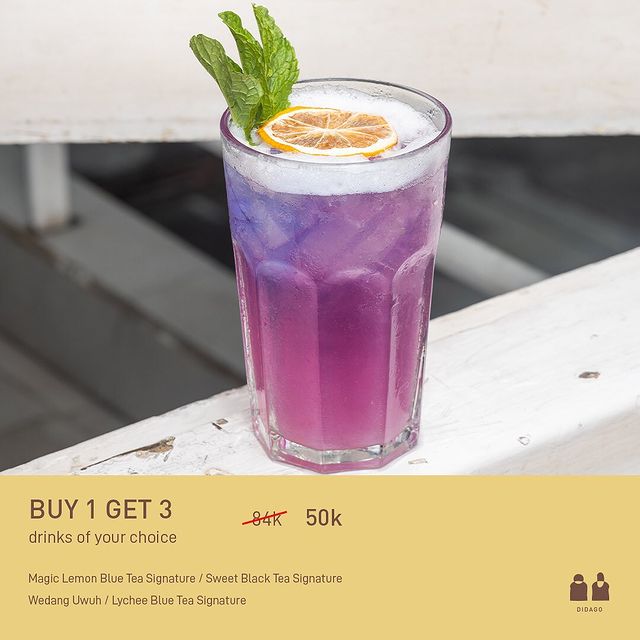 BUY 1 GET 3
drinks of your choice
84k 50k
Magic Lemon Blue Tea Signature / Sweet Black Tea Signature
Wedang Uwuh / Lychee Blue Tea Signature
DIDAGO